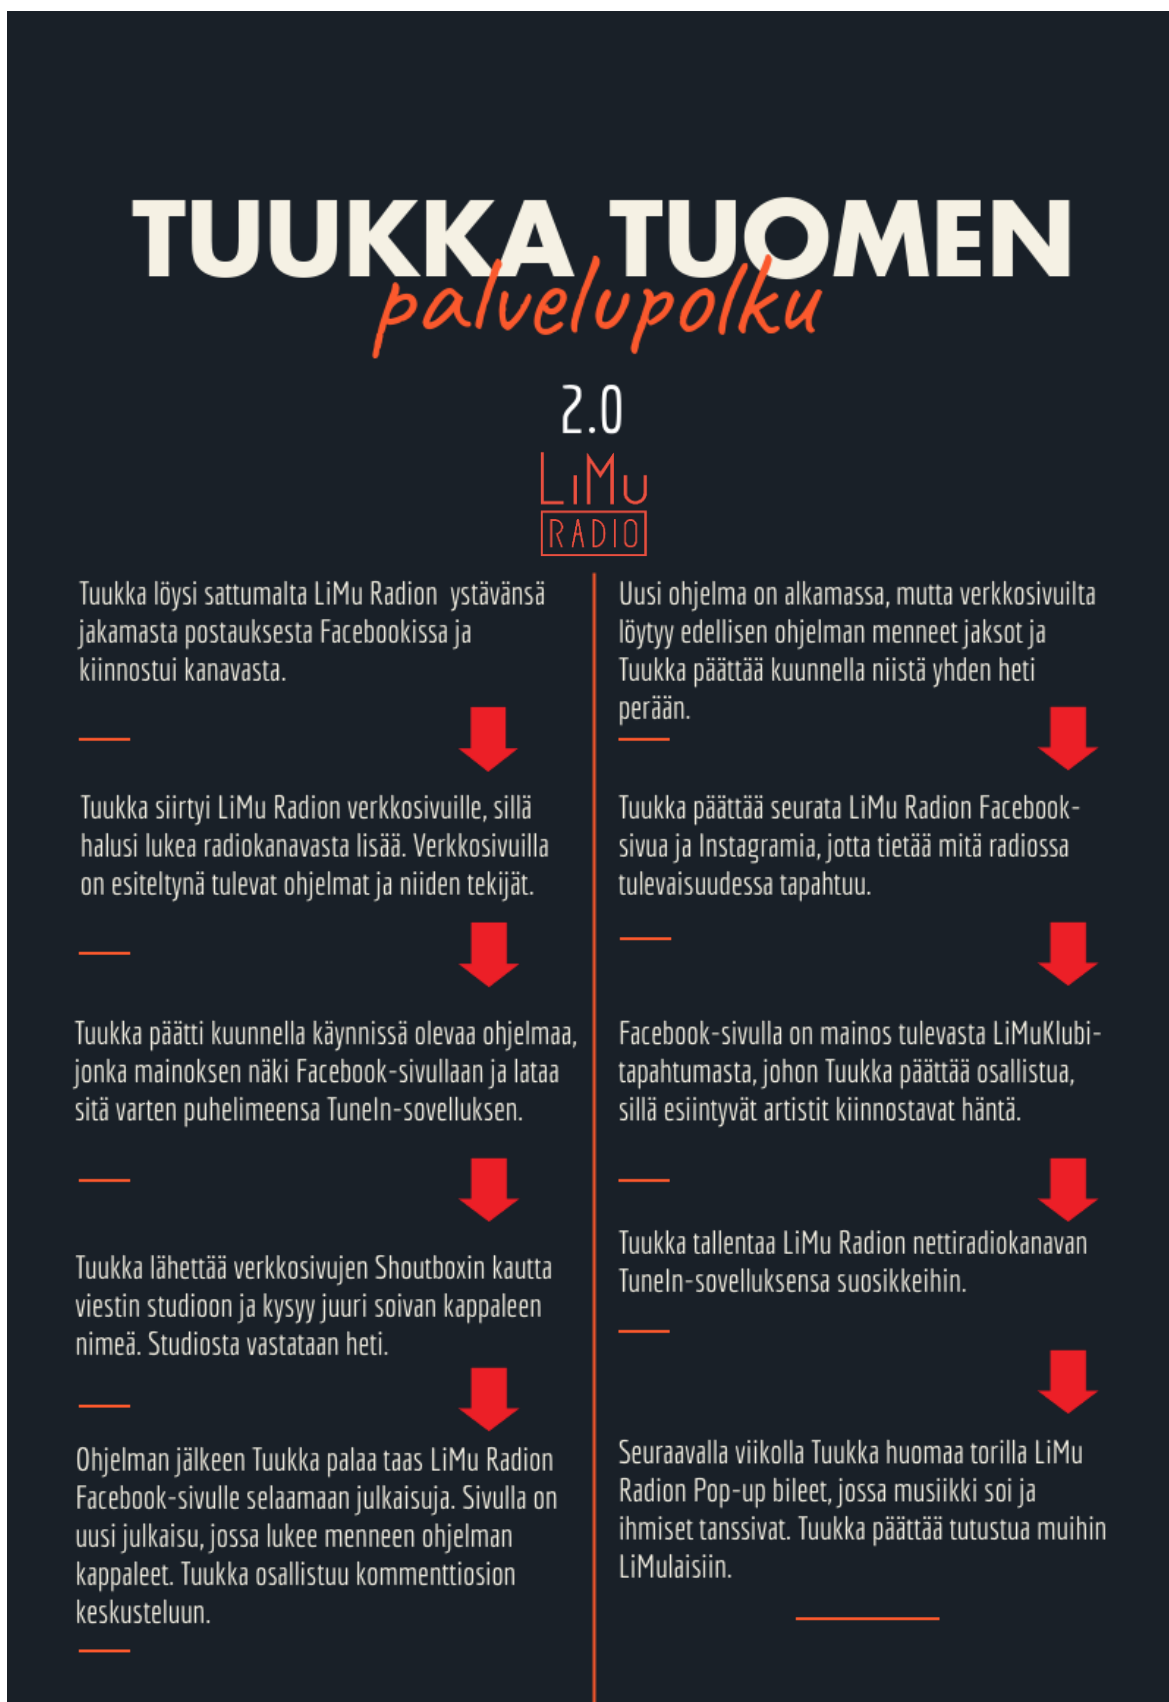 TUUKKA TUOMEN
palvelupolku
2.0
LiMu
RADIO
Tuukka löysi sattumalta LiMu Radion ystävänsä
jakamasta postauksesta Facebookissa ja
kiinnostui kanavasta.
Tuukka siirtyi LiMu Radion verkkosivuille, sillä
halusi lukea radiokanavasta lisää. Verkkosivuilla
on esiteltynä tulevat ohjelmat ja niiden tekijät.
Tuukka päätti kuunnella käynnissä olevaa ohjelmaa,
jonka mainoksen näki Facebook-sivullaan ja lataa
sitä varten puhelimeensa TuneIn-sovelluksen.
Tuukka lähettää verkkosivujen Shoutboxin kautta
viestin studioon ja kysyy juuri soivan kappaleen
nimeä. Studiosta vastataan heti.
Ohjelman jälkeen Tuukka palaa taas LiMu Radion
Facebook-sivulle selaamaan julkaisuja. Sivulla on
uusi julkaisu, jossa lukee menneen ohjelman
kappaleet. Tuukka osallistuu kommenttiosion
keskusteluun.
Uusi ohjelma on alkamassa, mutta verkkosivuilta
löytyy edellisen ohjelman menneet jaksot ja
Tuukka päättää kuunnella niistä yhden heti
perään.
Tuukka päättää seurata LiMu Radion Facebook-
sivua ja Instagramia, jotta tietää mitä radiossa
tulevaisuudessa tapahtuu.
Facebook-sivulla on mainos tulevasta LiMuKlubi-
tapahtumasta, johon Tuukka päättää osallistua,
sillä esiintyvät artistit kiinnostavat häntä.
Tuukka tallentaa LiMu Radion nettiradiokanavan
TuneIn-sovelluksensa suosikkeihin.
Seuraavalla viikolla Tuukka huomaa torilla LiMu
Radion Pop-up bileet, jossa musiikki soi ja
ihmiset tanssivat. Tuukka päättää tutustua muihin
LiMulaisiin.